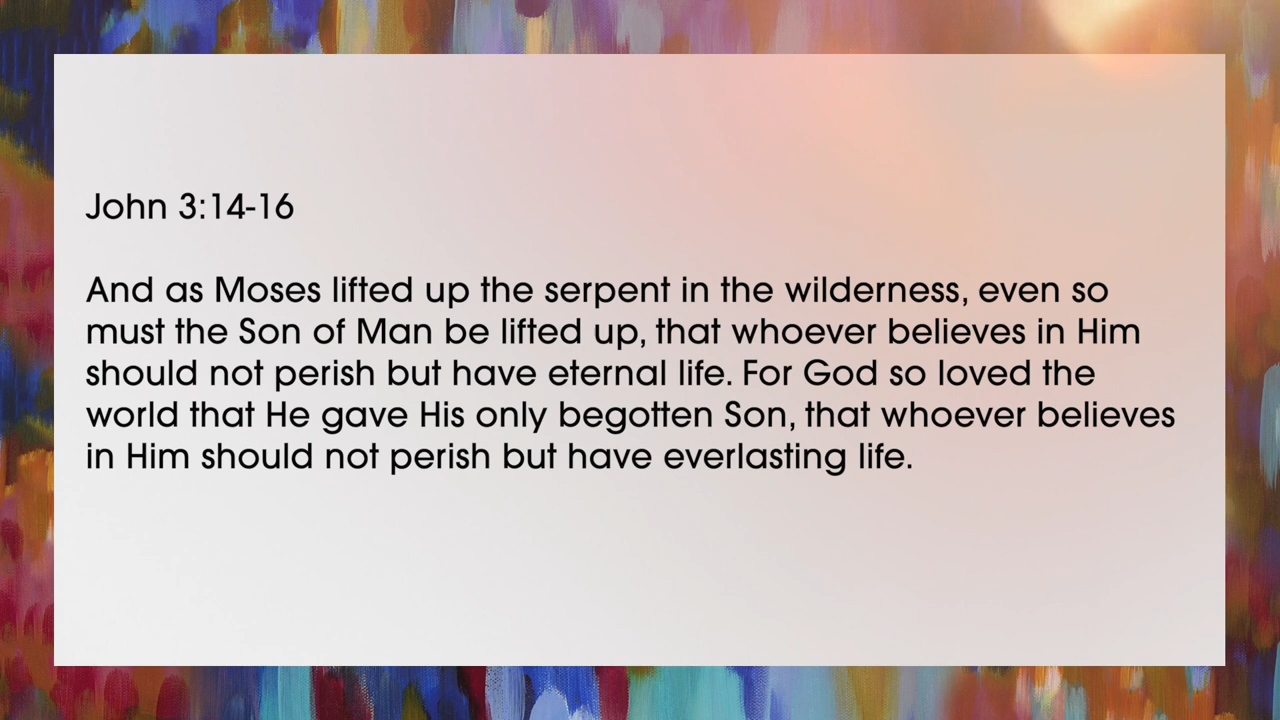 John 3:14-16
And as Moses lifted up the serpent in the wilderness, even so
must the Son of Man be lifted up, that whoever believes in Him
should not perish but have eternal life. For God so loved the
world that He gave His only begotten Son, that whoever believes
in Him should not perish but have everlasting life.